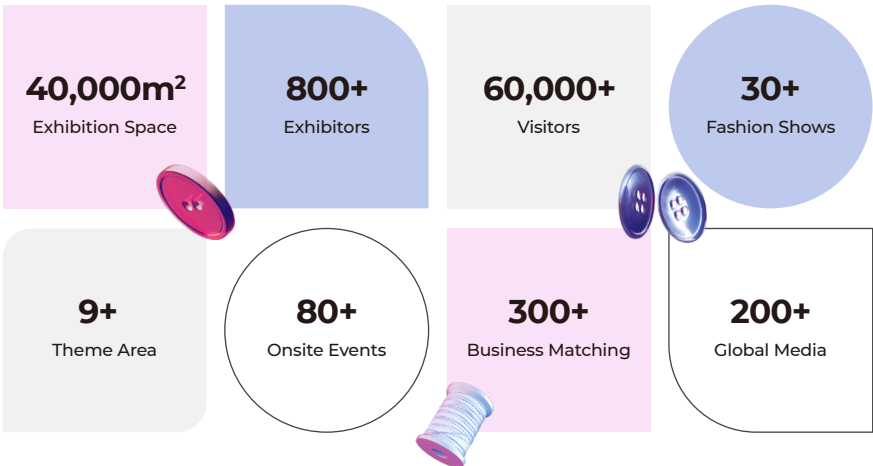 40,000m²
Exhibition Space
800+
Exhibitors
60,000+
Visitors
30+
Fashion Shows
9+
Theme Area
80+
Onsite Events
300+
Business Matching
200+
Global Media